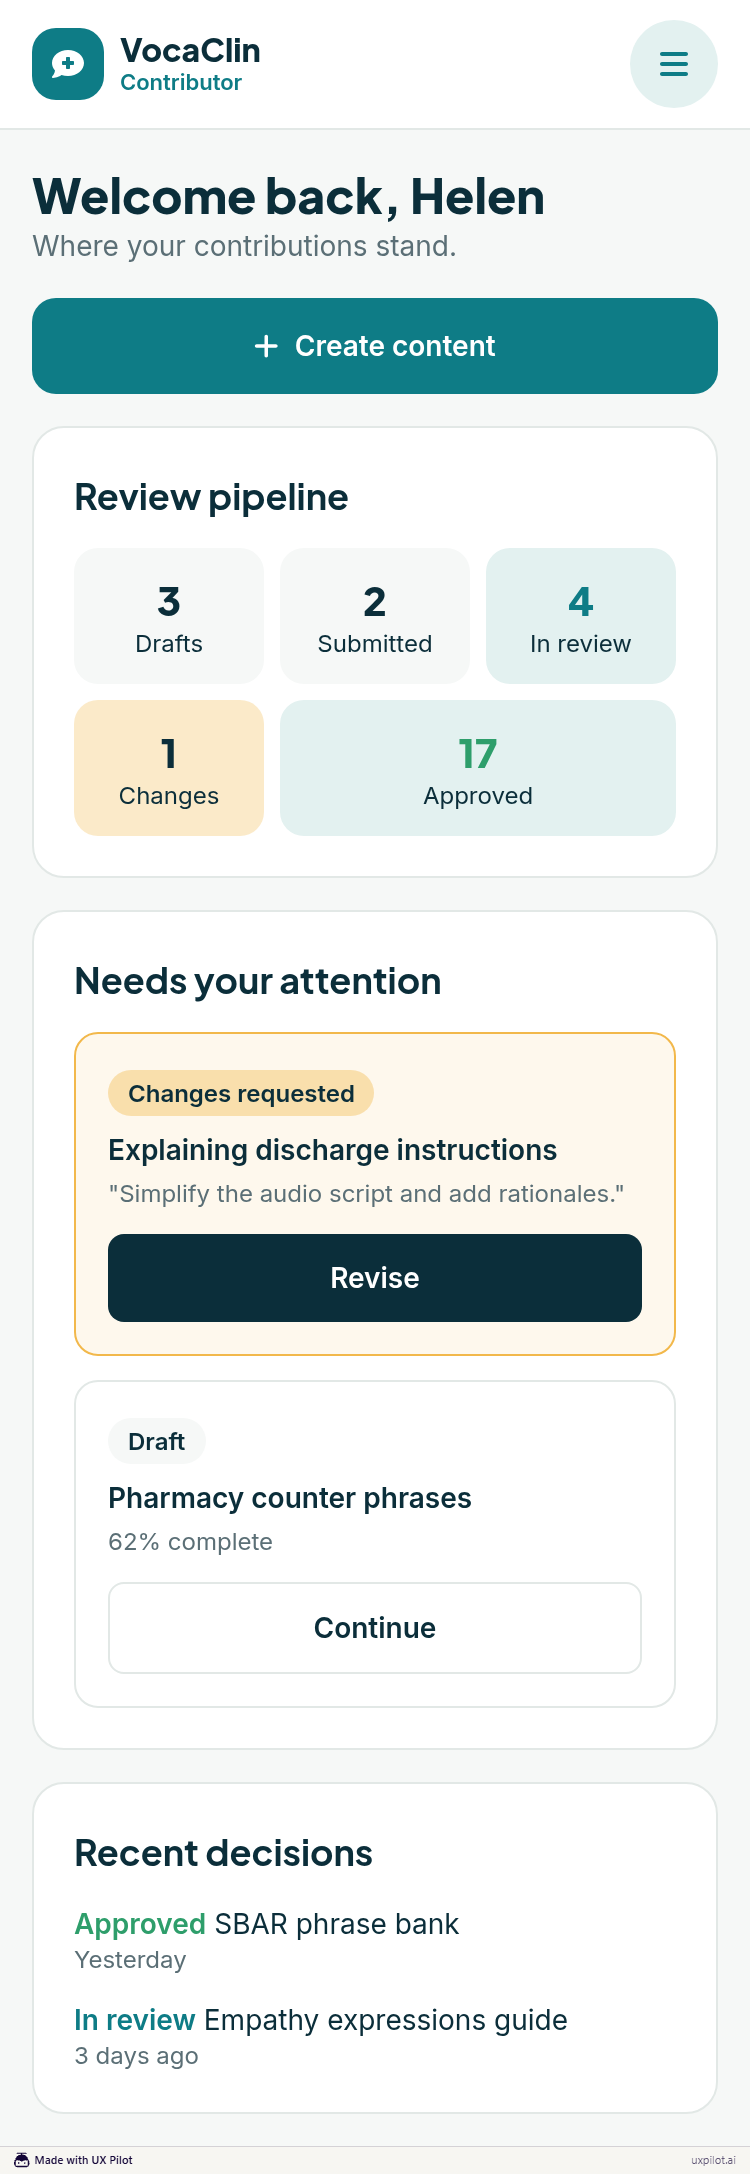 VocaClin
Contributor
Welcome back, Helen
Where your contributions stand.
+ Create content
Review pipeline
3
Drafts
2
Submitted
4
In review
1
Changes
17
Approved
Needs your attention
Changes requested
Explaining discharge instructions
"Simplify the audio script and add rationales."
Revise
Draft
Pharmacy counter phrases
62% complete
Continue
Recent decisions
Approved SBAR phrase bank
Yesterday
In review Empathy expressions guide
3 days ago
Made with UX Pilot
uxpilot.ai